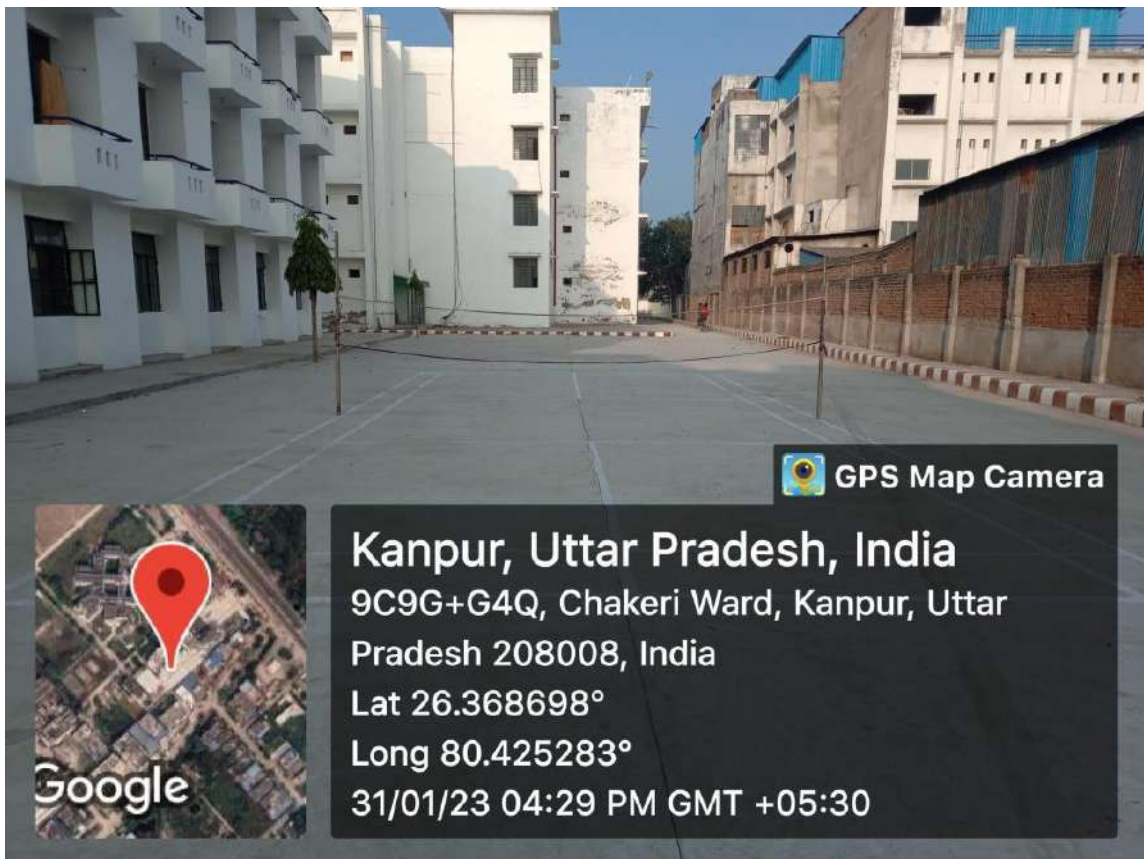 GPS Map Camera
Kanpur, Uttar Pradesh, India
9C9G+G4Q, Chakeri Ward, Kanpur, Uttar
Pradesh 208008, India
Lat 26.368698°
Long 80.425283°
31/01/23 04:29 PM GMT +05:30
Google